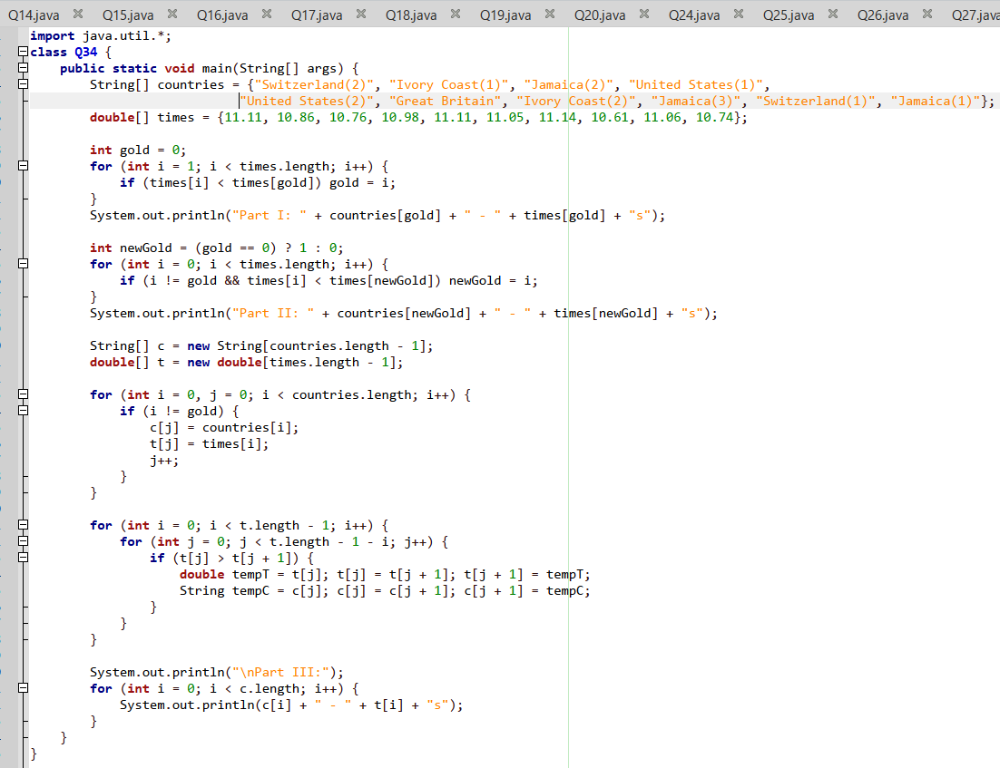 Q14.java Q15.java Q16.java Q17.java Q18.java Q19.java Q20.java Q24.java Q25.java Q26.java Q27.java
import java.util.*;
class Q34 {
    public static void main(String[] args) {
        String[] countries = {"Switzerland(2)", "Ivory Coast(1)", "Jamaica(2)", "United States(1)",
                            "United States(2)", "Great Britain", "Ivory Coast(2)", "Jamaica(3)", "Switzerland(1)", "Jamaica(1)"};
        double[] times = {11.11, 10.86, 10.76, 10.98, 11.11, 11.05, 11.14, 10.61, 11.06, 10.74};
        int gold = 0;
        for (int i = 1; i < times.length; i++) {
            if (times[i] < times[gold]) gold = i;
        }
        System.out.println("Part I: " + countries[gold] + " - " + times[gold] + "s");
        int newGold = (gold == 0) ? 1 : 0;
        for (int i = 0; i < times.length; i++) {
            if (i != gold && times[i] < times[newGold]) newGold = i;
        }
        System.out.println("Part II: " + countries[newGold] + " - " + times[newGold] + "s");
        String[] c = new String[countries.length - 1];
        double[] t = new double[times.length - 1];
        for (int i = 0, j = 0; i < countries.length; i++) {
            if (i != gold) {
                c[j] = countries[i];
                t[j] = times[i];
                j++;
            }
        }
        for (int i = 0; i < t.length - 1; i++) {
            for (int j = 0; j < t.length - 1 - i; j++) {
                if (t[j] > t[j + 1]) {
                    double tempT = t[j]; t[j] = t[j + 1]; t[j + 1] = tempT;
                    String tempC = c[j]; c[j] = c[j + 1]; c[j + 1] = tempC;
                }
            }
        }
        System.out.println("\nPart III:");
        for (int i = 0; i < c.length; i++) {
            System.out.println(c[i] + " - " + t[i] + "s");
        }
    }
}